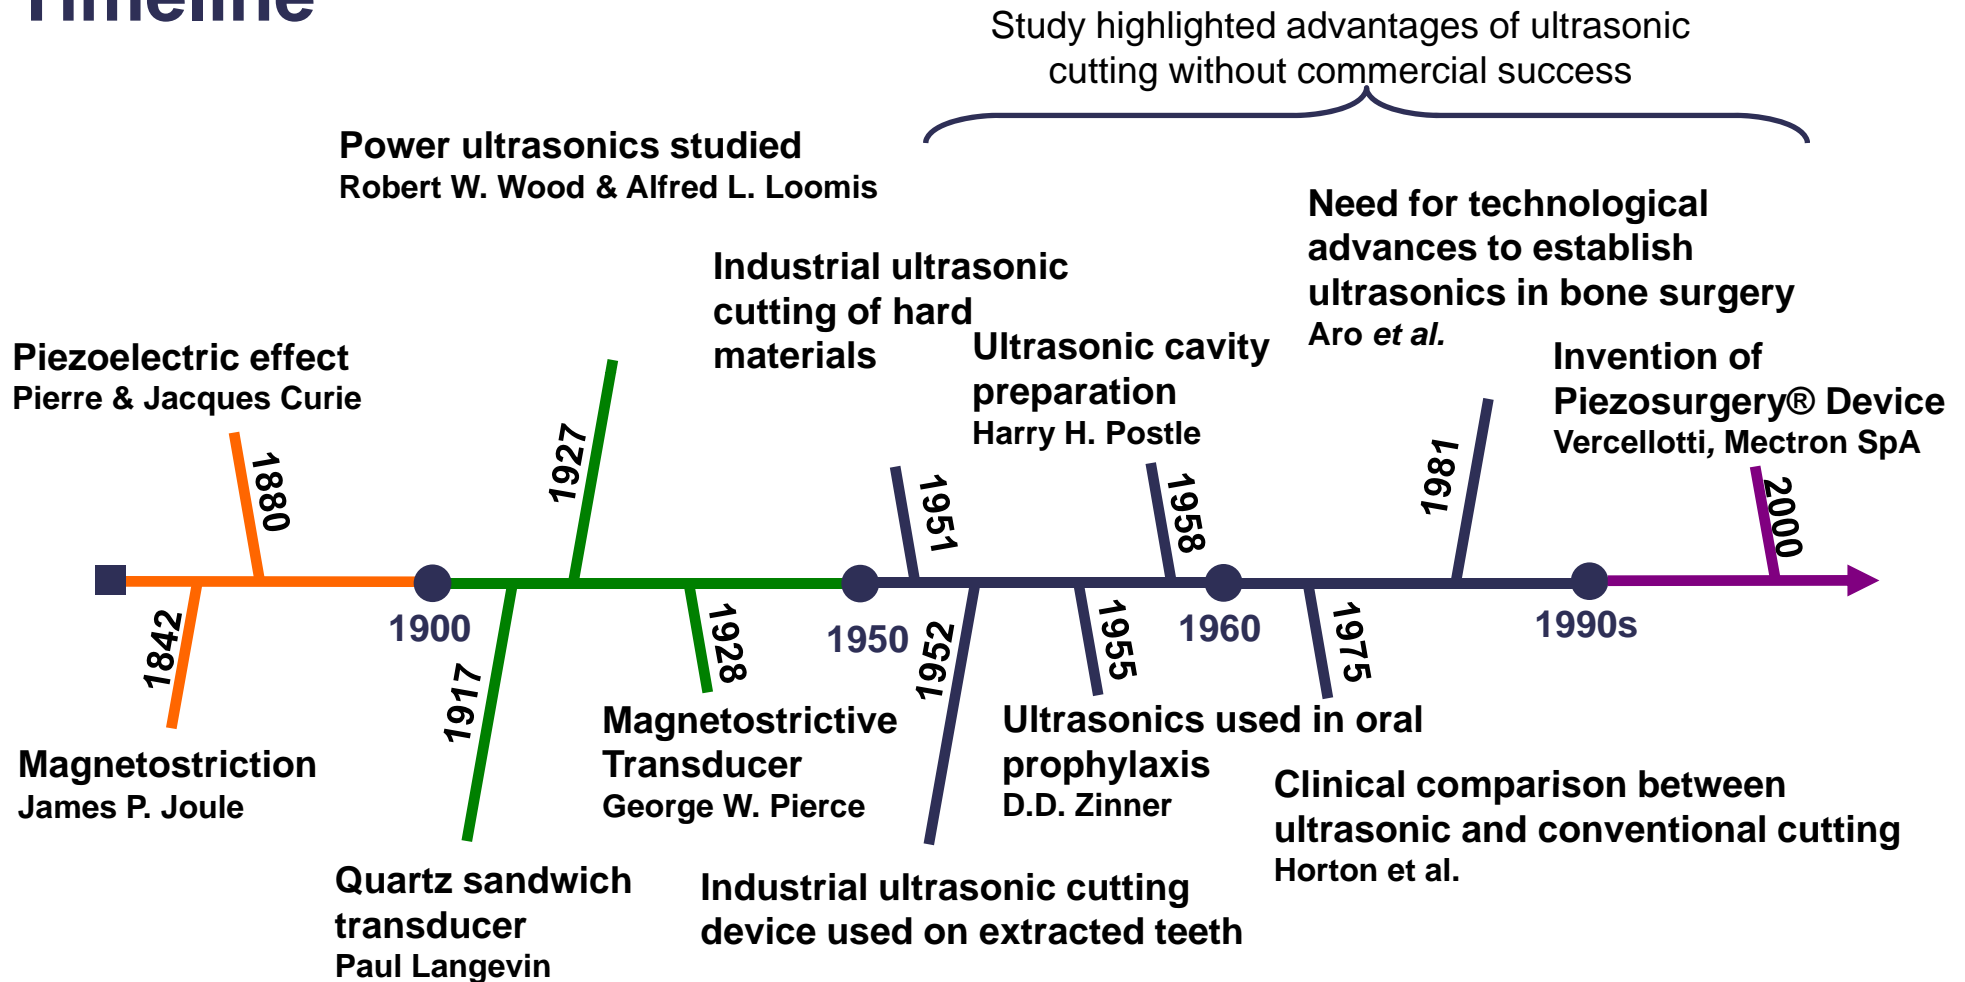 Timeline
Study highlighted advantages of ultrasonic
cutting without commercial success
Power ultrasonics studied
Robert W. Wood & Alfred L. Loomis
Need for technological
advances to establish
ultrasonics in bone surgery
Aro et al.
Industrial ultrasonic
cutting of hard
materials
Ultrasonic cavity
preparation
Harry H. Postle
Piezoelectric effect
Pierre & Jacques Curie
Invention of
Piezosurgery® Device
Vercellotti, Mectron SpA
1880
1927
1951
1958
1981
2000
1900
1950
1960
1990s
1842
1917
1928
1952
1955
1975
Magnetostriction
James P. Joule
Magnetostrictive
Transducer
George W. Pierce
Ultrasonics used in oral
prophylaxis
D.D. Zinner
Clinical comparison between
ultrasonic and conventional cutting
Horton et al.
Quartz sandwich
transducer
Paul Langevin
Industrial ultrasonic cutting
device used on extracted teeth